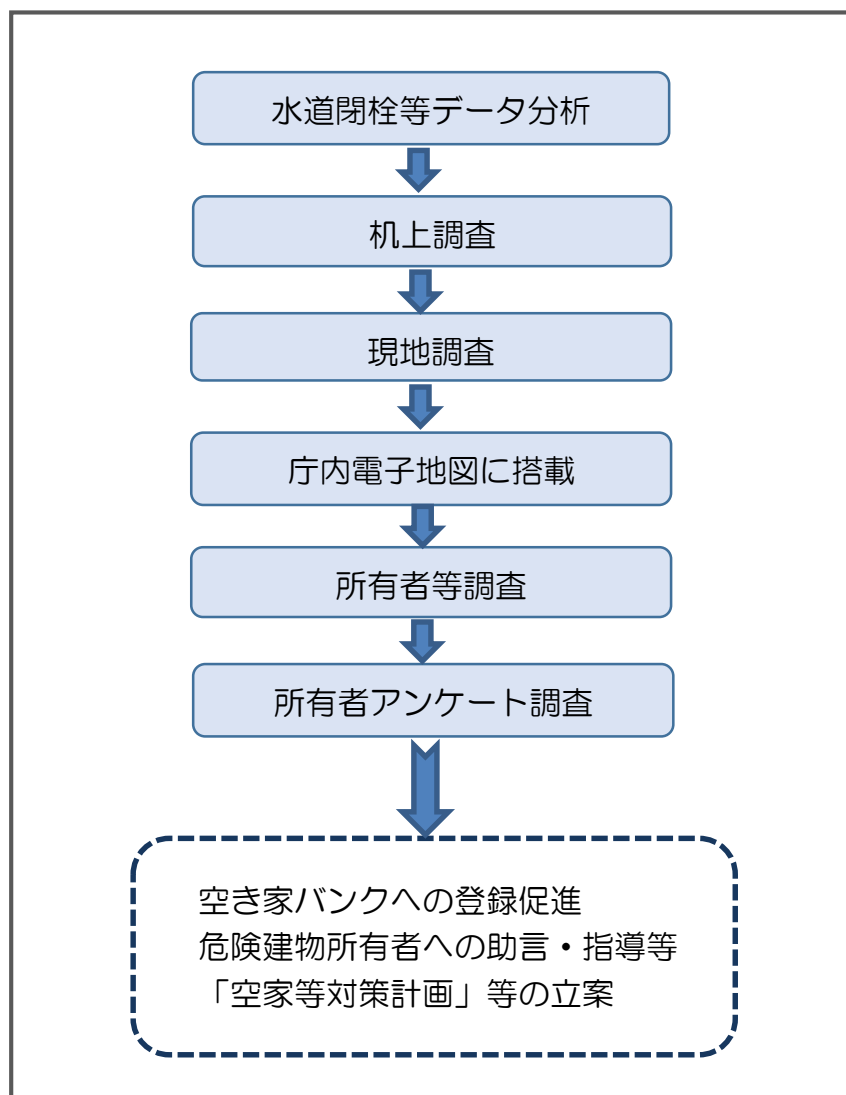 水道閉栓等データ分析
机上調査
現地調査
庁内電子地図に搭載
所有者等調査
所有者アンケート調査
空き家バンクへの登録促進
危険建物所有者への助言・指導等
「空家等対策計画」等の立案